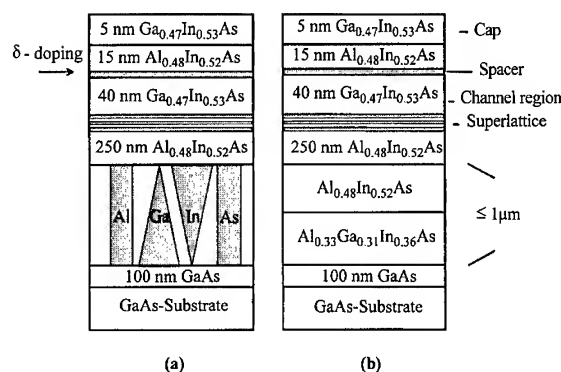 5 nm Ga0.47In0.53As
δ - doping
15 nm Al0.48In0.52As
40 nm Ga0.47In0.53As
250 nm Al0.48In0.52As
Al Ga In As
100 nm GaAs
GaAs-Substrate
(a)
5 nm Ga0.47In0.53As
Cap
15 nm Al0.48In0.52As
Spacer
40 nm Ga0.47In0.53As
Channel region
Superlattice
250 nm Al0.48In0.52As
Al0.48In0.52As
≤ 1μm
Al0.33Ga0.31In0.36As
100 nm GaAs
GaAs-Substrate
(b)